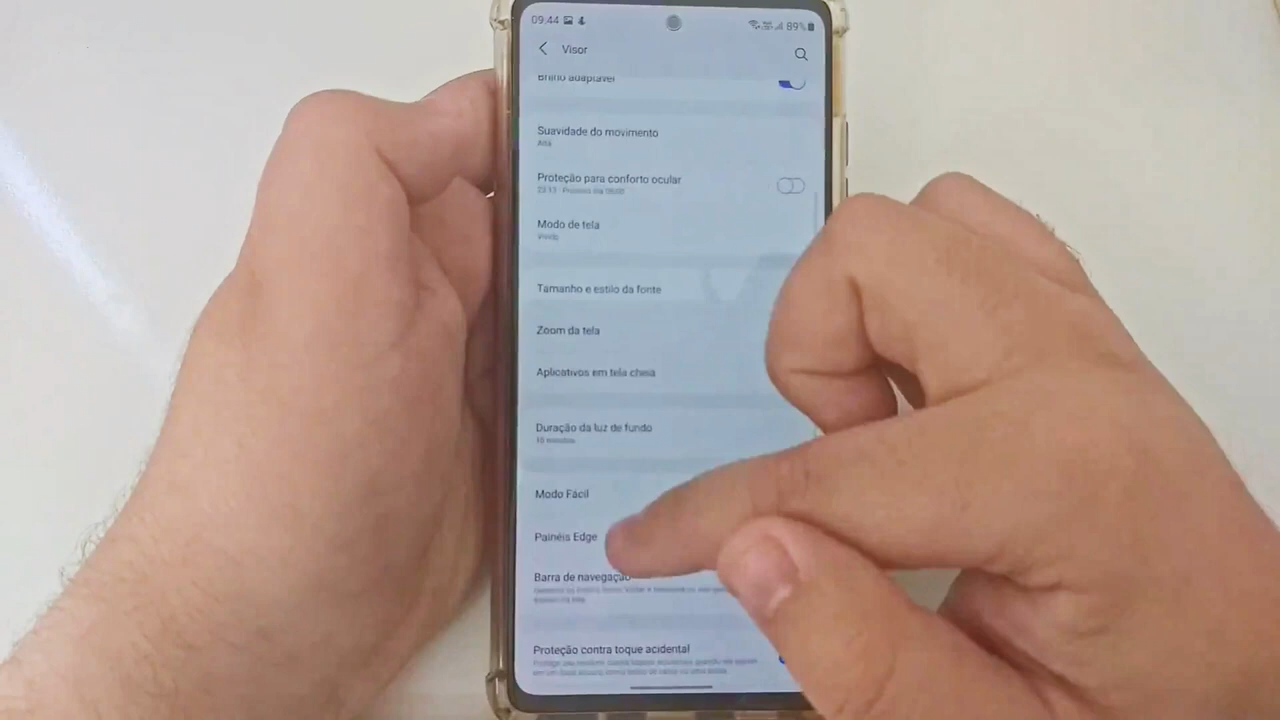 09:44
89%
Visor
Brilho adaptável
Suavidade do movimento
Alta
Proteção para conforto ocular
Modo de tela
Vívido
Tamanho e estilo da fonte
Zoom da tela
Aplicativos em tela cheia
Duração da luz de fundo
10 minutos
Modo Fácil
Painéis Edge
Barra de navegação
Proteção contra toque acidental